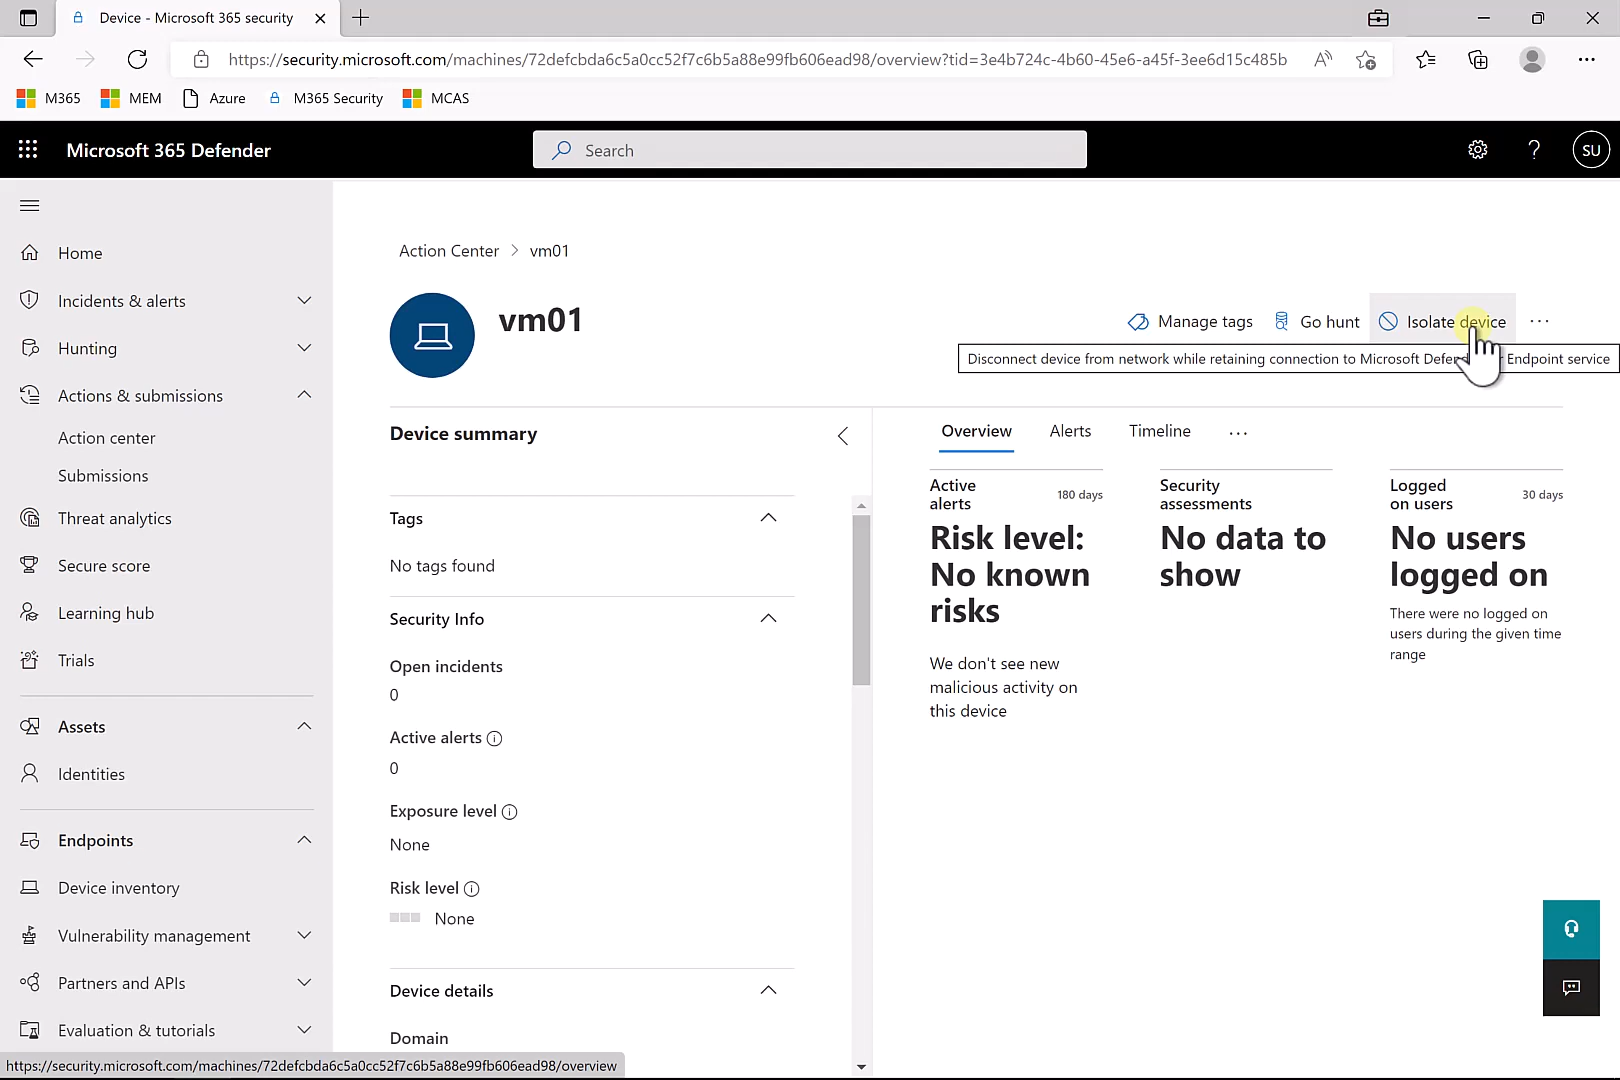 Device - Microsoft 365 security
https://security.microsoft.com/machines/72defcbda6c5a0cc52f7c6b5a88e99fb606ead98/overview?tid=3e4b724c-4b60-45e6-a45f-3ee6d15c485b
M365
MEM
Azure
M365 Security
MCAS
Microsoft 365 Defender
Search
SU
Home
Incidents & alerts
Hunting
Actions & submissions
Action center
Submissions
Threat analytics
Secure score
Learning hub
Trials
Assets
Identities
Endpoints
Device inventory
Vulnerability management
Partners and APIs
Evaluation & tutorials
Action Center > vm01
vm01
Manage tags
Go hunt
Isolate device
Disconnect device from network while retaining connection to Microsoft Endpoint service
Device summary
Tags
No tags found
Security Info
Open incidents
0
Active alerts
0
Exposure level
None
Risk level
None
Device details
Domain
Overview
Alerts
Timeline
Active
alerts
180 days
Risk level:
No known
risks
We don't see new
malicious activity on
this device
Security
assessments
No data to
show
Logged
on users
30 days
No users
logged on
There were no logged on
users during the given time
range
https://security.microsoft.com/machines/72defcbda6c5a0cc52f7c6b5a88e99fb606ead98/overview